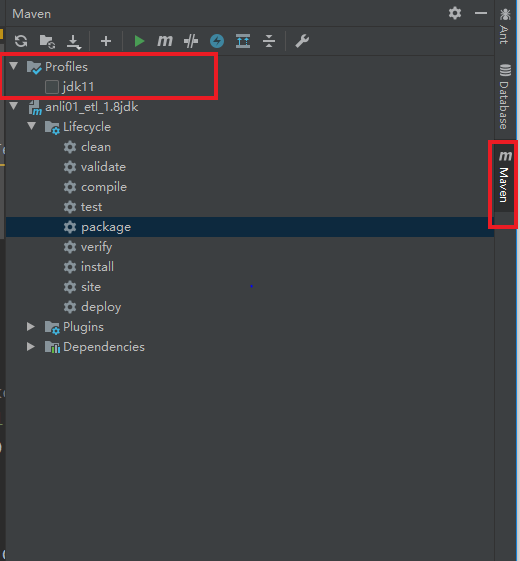 Maven
Profiles
jdk11
anli01_etl_1.8jdk
Lifecycle
clean
validate
compile
test
package
verify
install
site
deploy
Plugins
Dependencies
Ant
Database
Maven